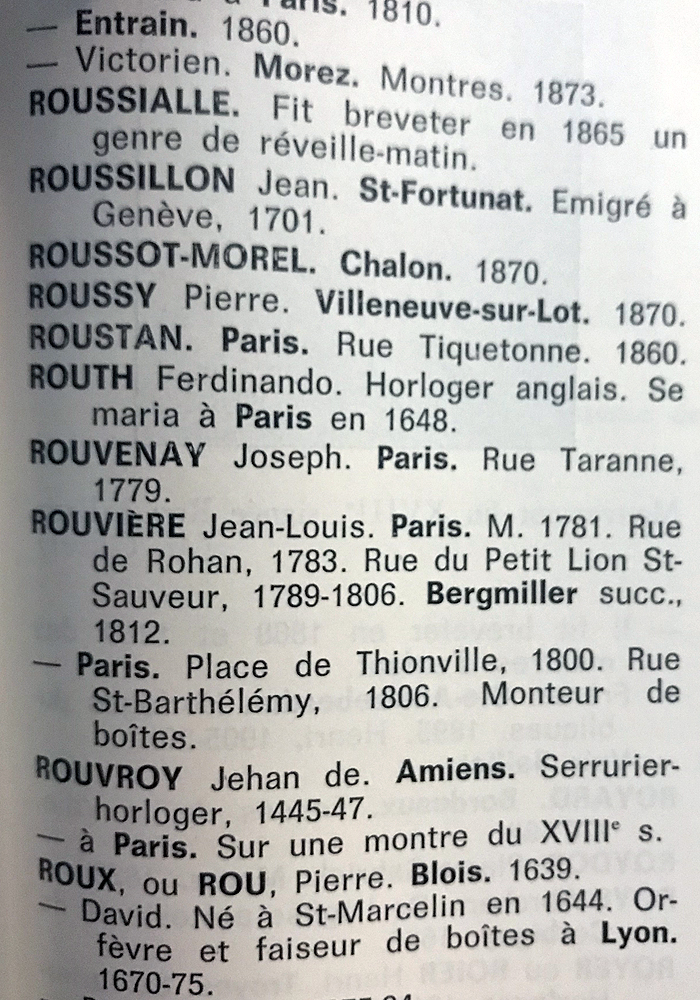 à Paris. 1810.
— Entrain. 1860.
— Victorien. Morez. Montres. 1873.
ROUSSIALLE. Fit breveter en 1865 un
genre de réveille-matin.
ROUSSILLON Jean. St-Fortunat. Emigré à
Genève, 1701.
ROUSSOT-MOREL. Chalon. 1870.
ROUSSY Pierre. Villeneuve-sur-Lot. 1870.
ROUSTAN. Paris. Rue Tiquetonne. 1860.
ROUTH Ferdinando. Horloger anglais. Se
maria à Paris en 1648.
ROUVENAY Joseph. Paris. Rue Taranne,
1779.
ROUVIÈRE Jean-Louis. Paris. M. 1781. Rue
de Rohan, 1783. Rue du Petit Lion St-
Sauveur, 1789-1806. Bergmiller succ.,
1812.
— Paris. Place de Thionville, 1800. Rue
St-Barthélémy, 1806. Monteur de
boîtes.
ROUVROY Jehan de. Amiens. Serrurier-
horloger, 1445-47.
— à Paris. Sur une montre du XVIIIe s.
ROUX, ou ROU, Pierre. Blois. 1639.
— David. Né à St-Marcelin en 1644. Or-
fèvre et faiseur de boîtes à Lyon.
1670-75.